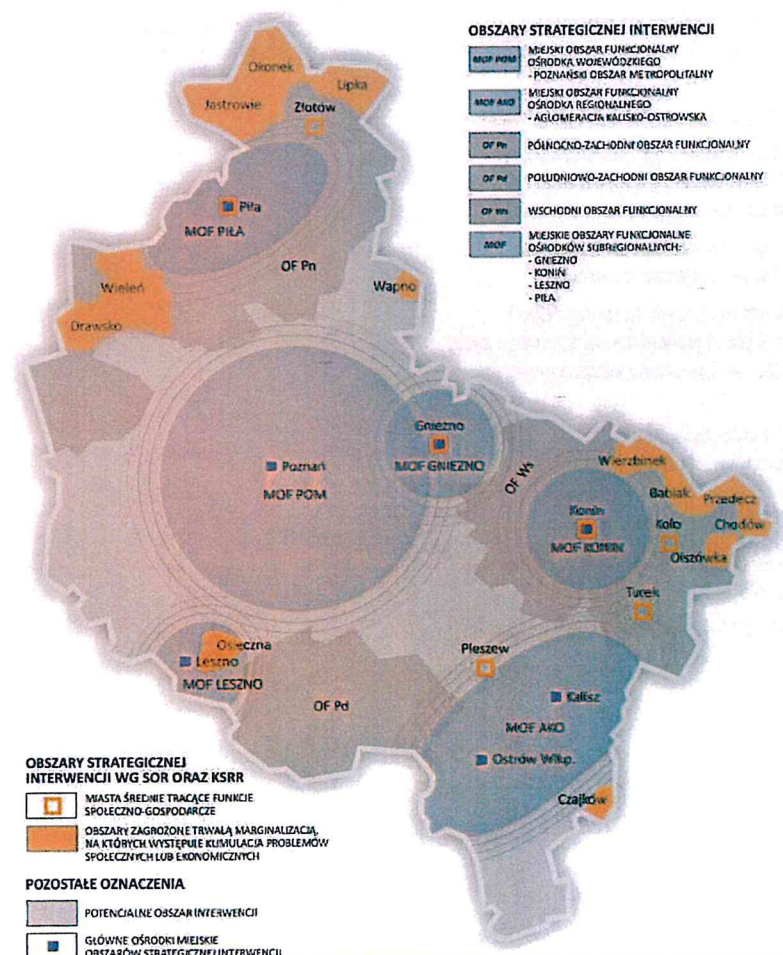 OBSZARY STRATEGICZNEJ INTERWENCJI
MOF POM
MIEJSKI OBSZAR FUNKCJONALNY
OŚRODKA WOJEWÓDZKIEGO
- POZNAŃSKI OBSZAR METROPOLITALNY
MOF AKO
MIEJSKI OBSZAR FUNKCJONALNY
OŚRODKA REGIONALNEGO
- AGLOMERACJA KALISKO-OSTROWSKA
OF Pn
PÓŁNOCNO-ZACHODNI OBSZAR FUNKCJONALNY
OF Pd
POŁUDNIOWO-ZACHODNI OBSZAR FUNKCJONALNY
OF Ws
WSCHODNI OBSZAR FUNKCJONALNY
MOF
MIEJSKIE OBSZARY FUNKCJONALNE
OŚRODKÓW SUBREGIONALNYCH:
- GNIEZNO
- KONIN
- LESZNO
- PIŁA
Okonek
Lipka
Jastrowie
Złotów
Piła
MOF PIŁA
OF Pn
Wapno
Wieleń
Drawsko
Gniezno
MOF GNIEZNO
Poznań
MOF POM
OF Ws
Wierzbinek
Babiak
Przedecz
Konin
MOF KONIN
Koło
Chodów
Olszówka
Turek
Osieczna
Leszno
MOF LESZNO
Pleszew
OF Pd
Kalisz
MOF AKO
Ostrów Wlkp.
Czajków
OBSZARY STRATEGICZNEJ
INTERWENCJI WG SOR ORAZ KSRR
MIASTA ŚREDNIE TRACĄCE FUNKCJE
SPOŁECZNO-GOSPODARCZE
OBSZARY ZAGROŻONE TRWAŁĄ MARGINALIZACJĄ,
NA KTÓRYCH WYSTĘPUJE KUMULACJA PROBLEMÓW
SPOŁECZNYCH LUB EKONOMICZNYCH
POZOSTAŁE OZNACZENIA
POTENCJALNE OBSZAR INTERWENCJI
GŁÓWNE OŚRODKI MIEJSKIE
OBSZARÓW STRATEGICZNEJ INTERWENCJI